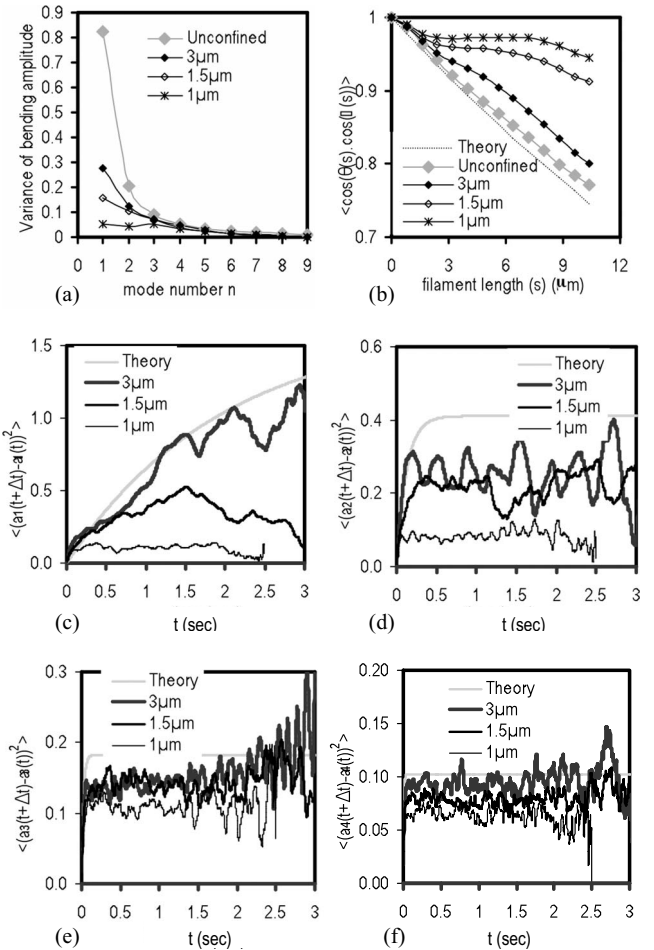 0.9
0.8
0.7
0.6
0.5
0.4
0.3
0.2
0.1
0
0 1 2 3 4 5 6 7 8 9
Variance of bending amplitude
mode number n
Unconfined
3µm
1.5µm
1µm
(a)
1
0.9
0.8
0.7
0 3 6 9 12
filament length (s) (µm)
Theory
Unconfined
3µm
1.5µm
1µm
(b)
1.5
1.0
0.5
0.0
0 0.5 1 1.5 2 2.5 3
<(a1(t+Δt)-a1(t))²>
t (sec)
Theory
3µm
1.5µm
1µm
(c)
0.6
0.4
0.2
0.0
0 0.5 1 1.5 2 2.5 3
<(a2(t+Δt)-a2(t))²>
t (sec)
Theory
3µm
1.5µm
1µm
(d)
0.3
0.2
0.1
0.0
0 0.5 1 1.5 2 2.5 3
<(a3(t+Δt)-a3(t))²>
t (sec)
Theory
3µm
1.5µm
1µm
(e)
0.20
0.15
0.10
0.05
0.00
0 0.5 1 1.5 2 2.5 3
<(a4(t+Δt)-a4(t))²>
t (sec)
Theory
3µm
1.5µm
1µm
(f)